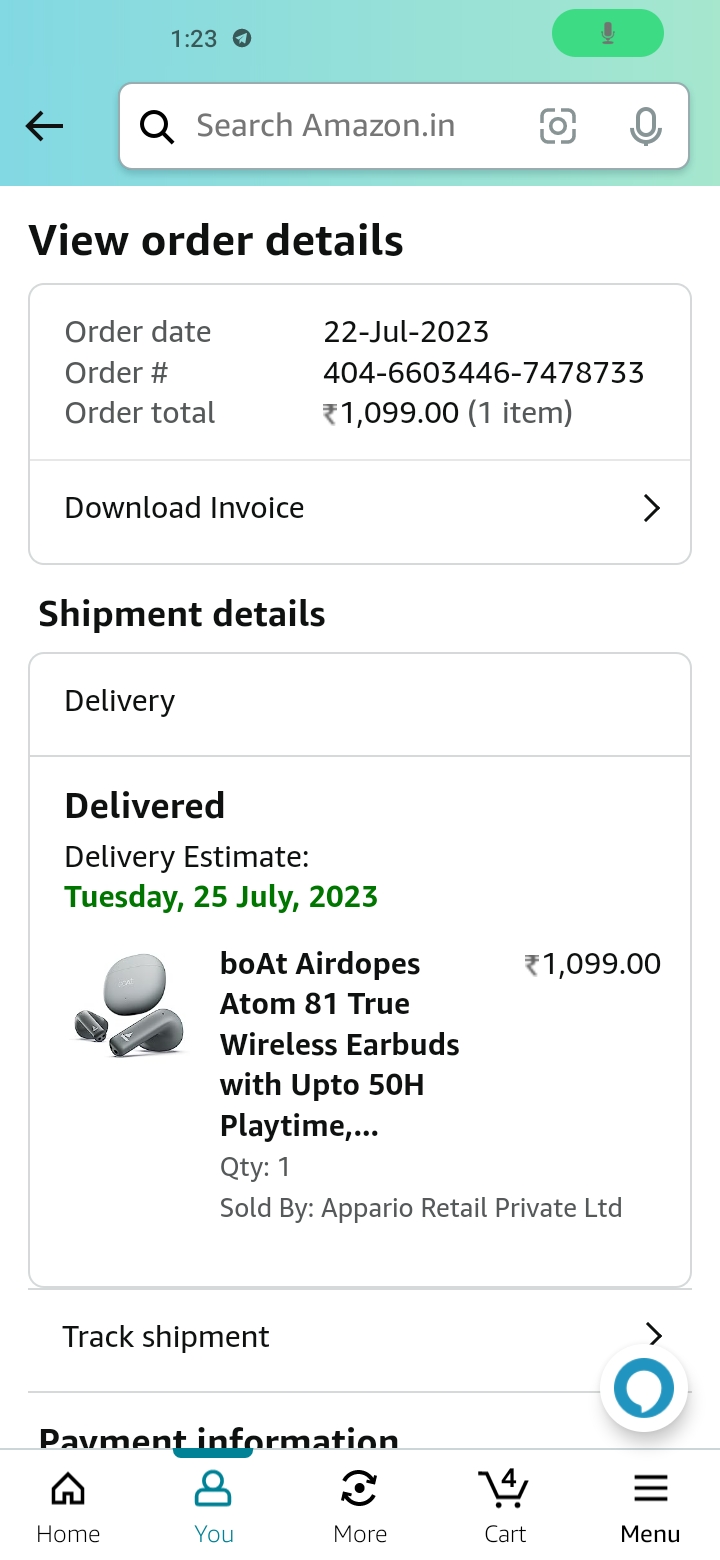 1:23
Search Amazon.in
View order details
Order date 22-Jul-2023
Order # 404-6603446-7478733
Order total ₹1,099.00 (1 item)
Download Invoice
Shipment details
Delivery
Delivered
Delivery Estimate:
Tuesday, 25 July, 2023
boAt Airdopes ₹1,099.00
Atom 81 True
Wireless Earbuds
with Upto 50H
Playtime,...
Qty: 1
Sold By: Appario Retail Private Ltd
Track shipment
Payment information
4
Home You More Cart Menu